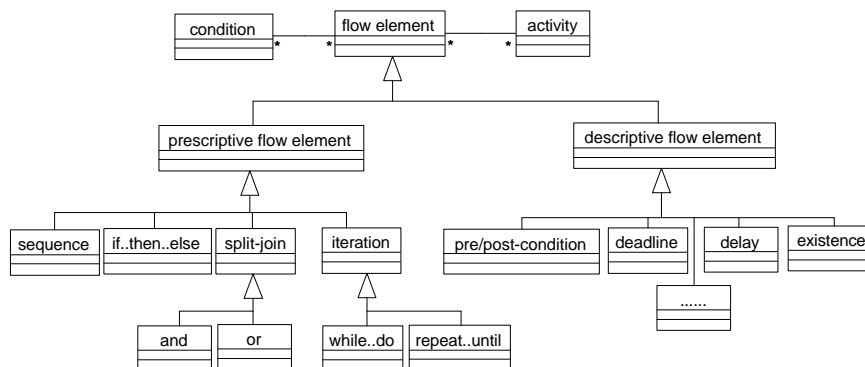 condition
flow element
activity
*
*
*
*
prescriptive flow element
descriptive flow element
sequence
if..then..else
split-join
iteration
pre/post-condition
deadline
delay
existence
......
and
or
while..do
repeat..until